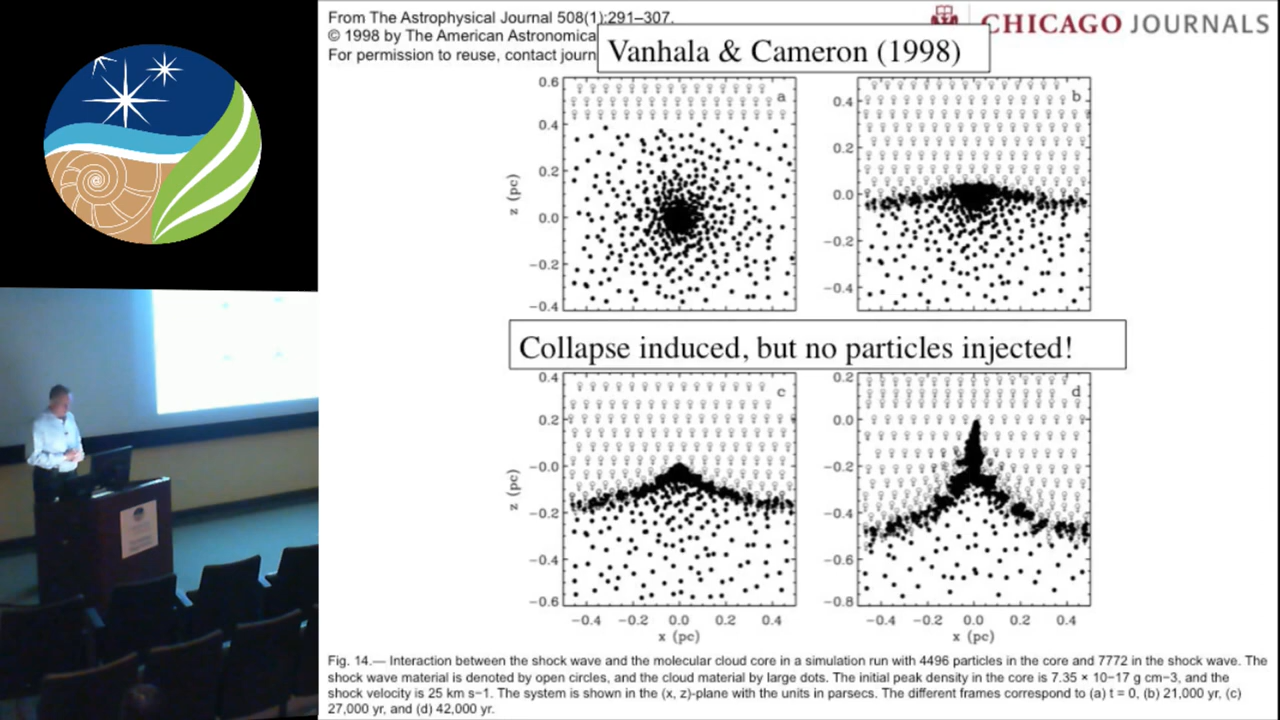 From The Astrophysical Journal 508(1):291–307.
© 1998 by The American Astronomica
For permission to reuse, contact journ
CHICAGO JOURNALS
Vanhala & Cameron (1998)
a
b
0.6
0.4
0.2
0.0
−0.2
−0.4
z (pc)
0.4
0.2
0.0
−0.2
−0.4
Collapse induced, but no particles injected!
c
d
0.4
0.2
−0.0
−0.2
−0.4
−0.6
z (pc)
0.2
0.0
−0.2
−0.4
−0.6
−0.8
−0.4 −0.2 0.0 0.2 0.4
x (pc)
−0.4 −0.2 0.0 0.2 0.4
x (pc)
Fig. 14.— Interaction between the shock wave and the molecular cloud core in a simulation run with 4496 particles in the core and 7772 in the shock wave. The
shock wave material is denoted by open circles, and the cloud material by large dots. The initial peak density in the core is 7.35 × 10−17 g cm−3, and the
shock velocity is 25 km s−1. The system is shown in the (x, z)-plane with the units in parsecs. The different frames correspond to (a) t = 0, (b) 21,000 yr, (c)
27,000 yr, and (d) 42,000 yr.